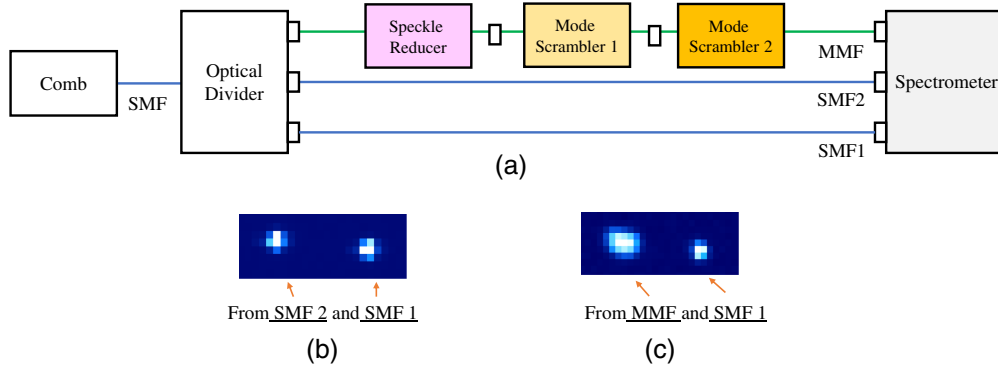 Comb
SMF
Optical
Divider
Speckle
Reducer
Mode
Scrambler 1
Mode
Scrambler 2
MMF
SMF2
SMF1
Spectrometer
(a)
From SMF 2 and SMF 1
(b)
From MMF and SMF 1
(c)